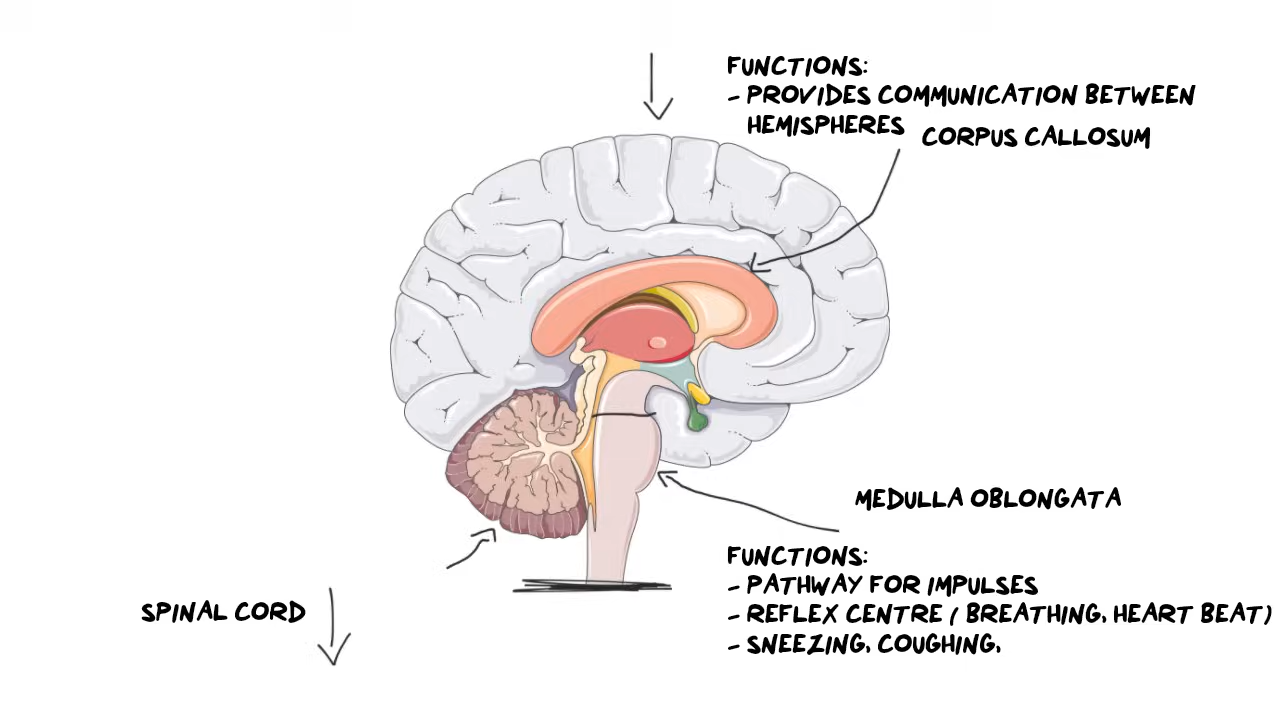 FUNCTIONS:
- PROVIDES COMMUNICATION BETWEEN
HEMISPHERES
CORPUS CALLOSUM
MEDULLA OBLONGATA
FUNCTIONS:
- PATHWAY FOR IMPULSES
- REFLEX CENTRE ( BREATHING, HEART BEAT)
- SNEEZING, COUGHING,
SPINAL CORD